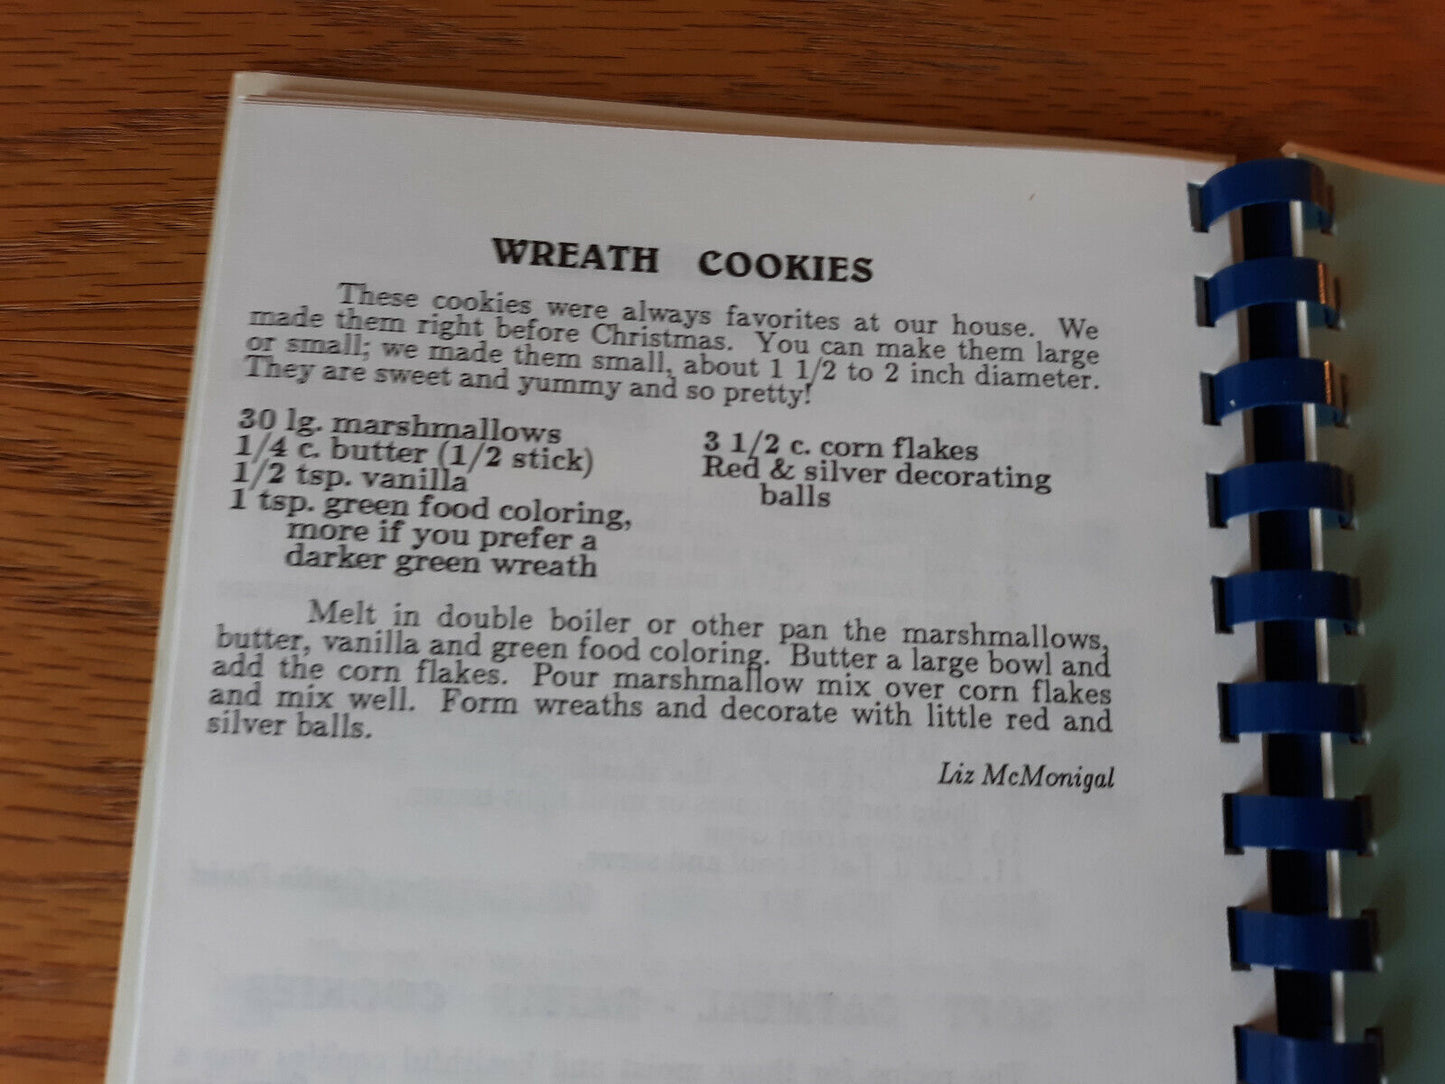 WREATH COOKIES
These cookies were always favorites at our house. We
made them right before Christmas. You can make them large
or small; we made them small, about 1 1/2 to 2 inch diameter.
They are sweet and yummy and so pretty!
30 lg. marshmallows
1/4 c. butter (1/2 stick)
1/2 tsp. vanilla
1 tsp. green food coloring,
more if you prefer a
darker green wreath
3 1/2 c. corn flakes
Red & silver decorating
balls
Melt in double boiler or other pan the marshmallows,
butter, vanilla and green food coloring. Butter a large bowl and
add the corn flakes. Pour marshmallow mix over corn flakes
and mix well. Form wreaths and decorate with little red and
silver balls.
Liz McMonigal